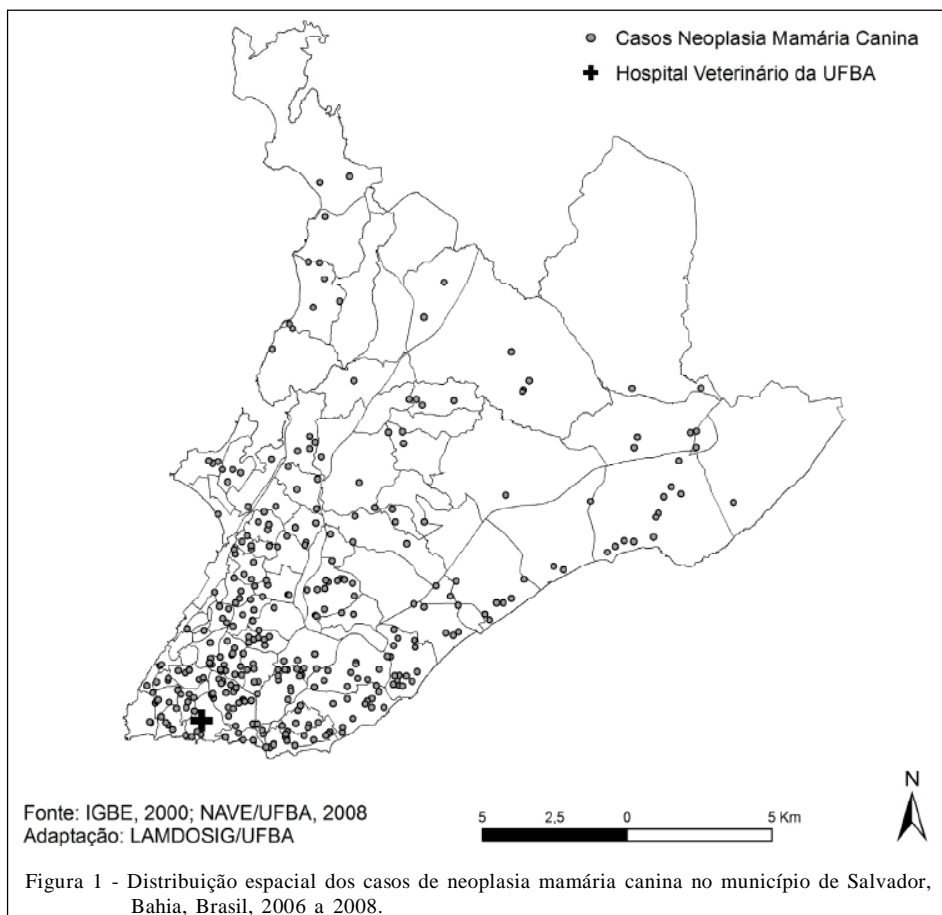 Casos Neoplasia Mamária Canina
Hospital Veterinário da UFBA
Fonte: IGBE, 2000; NAVE/UFBA, 2008
Adaptação: LAMDOSIG/UFBA
5 2,5 0 5 Km
N
Figura 1 - Distribuição espacial dos casos de neoplasia mamária canina no município de Salvador,
Bahia, Brasil, 2006 a 2008.